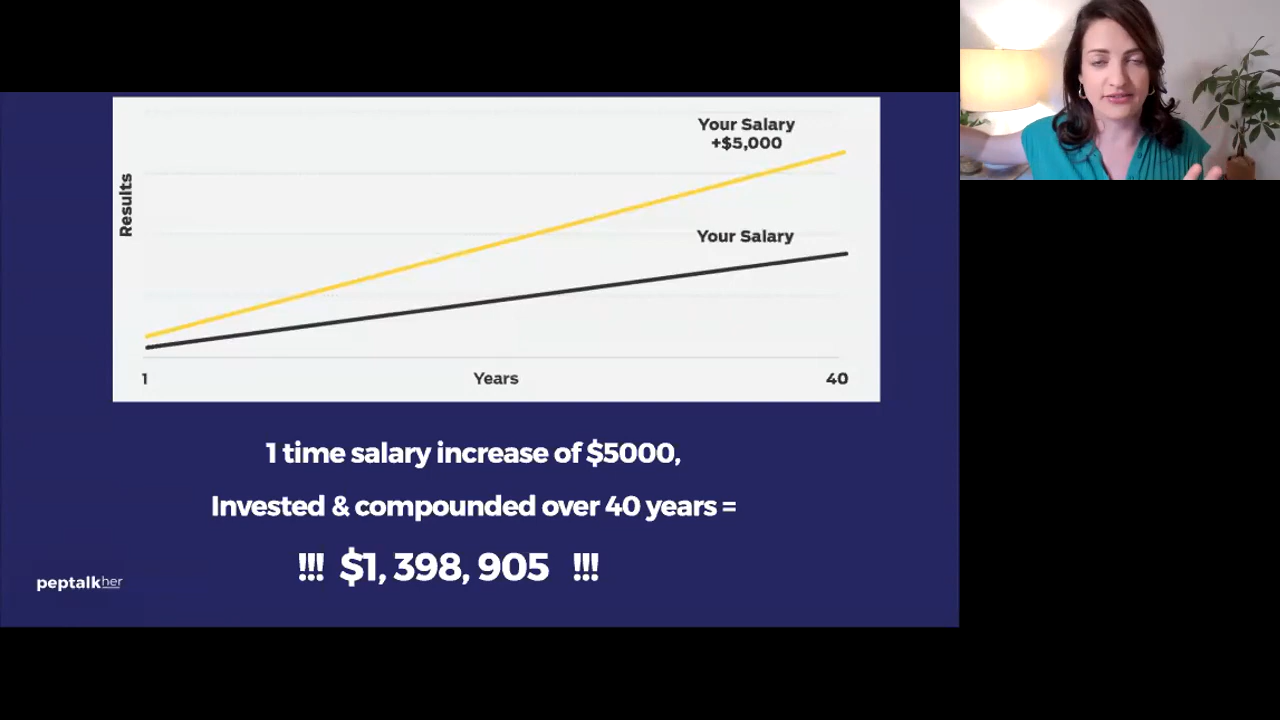 Your Salary
+$5,000
Results
Your Salary
1
Years
40
1 time salary increase of $5000,
Invested & compounded over 40 years =
!!! $1, 398, 905 !!!
peptalkher